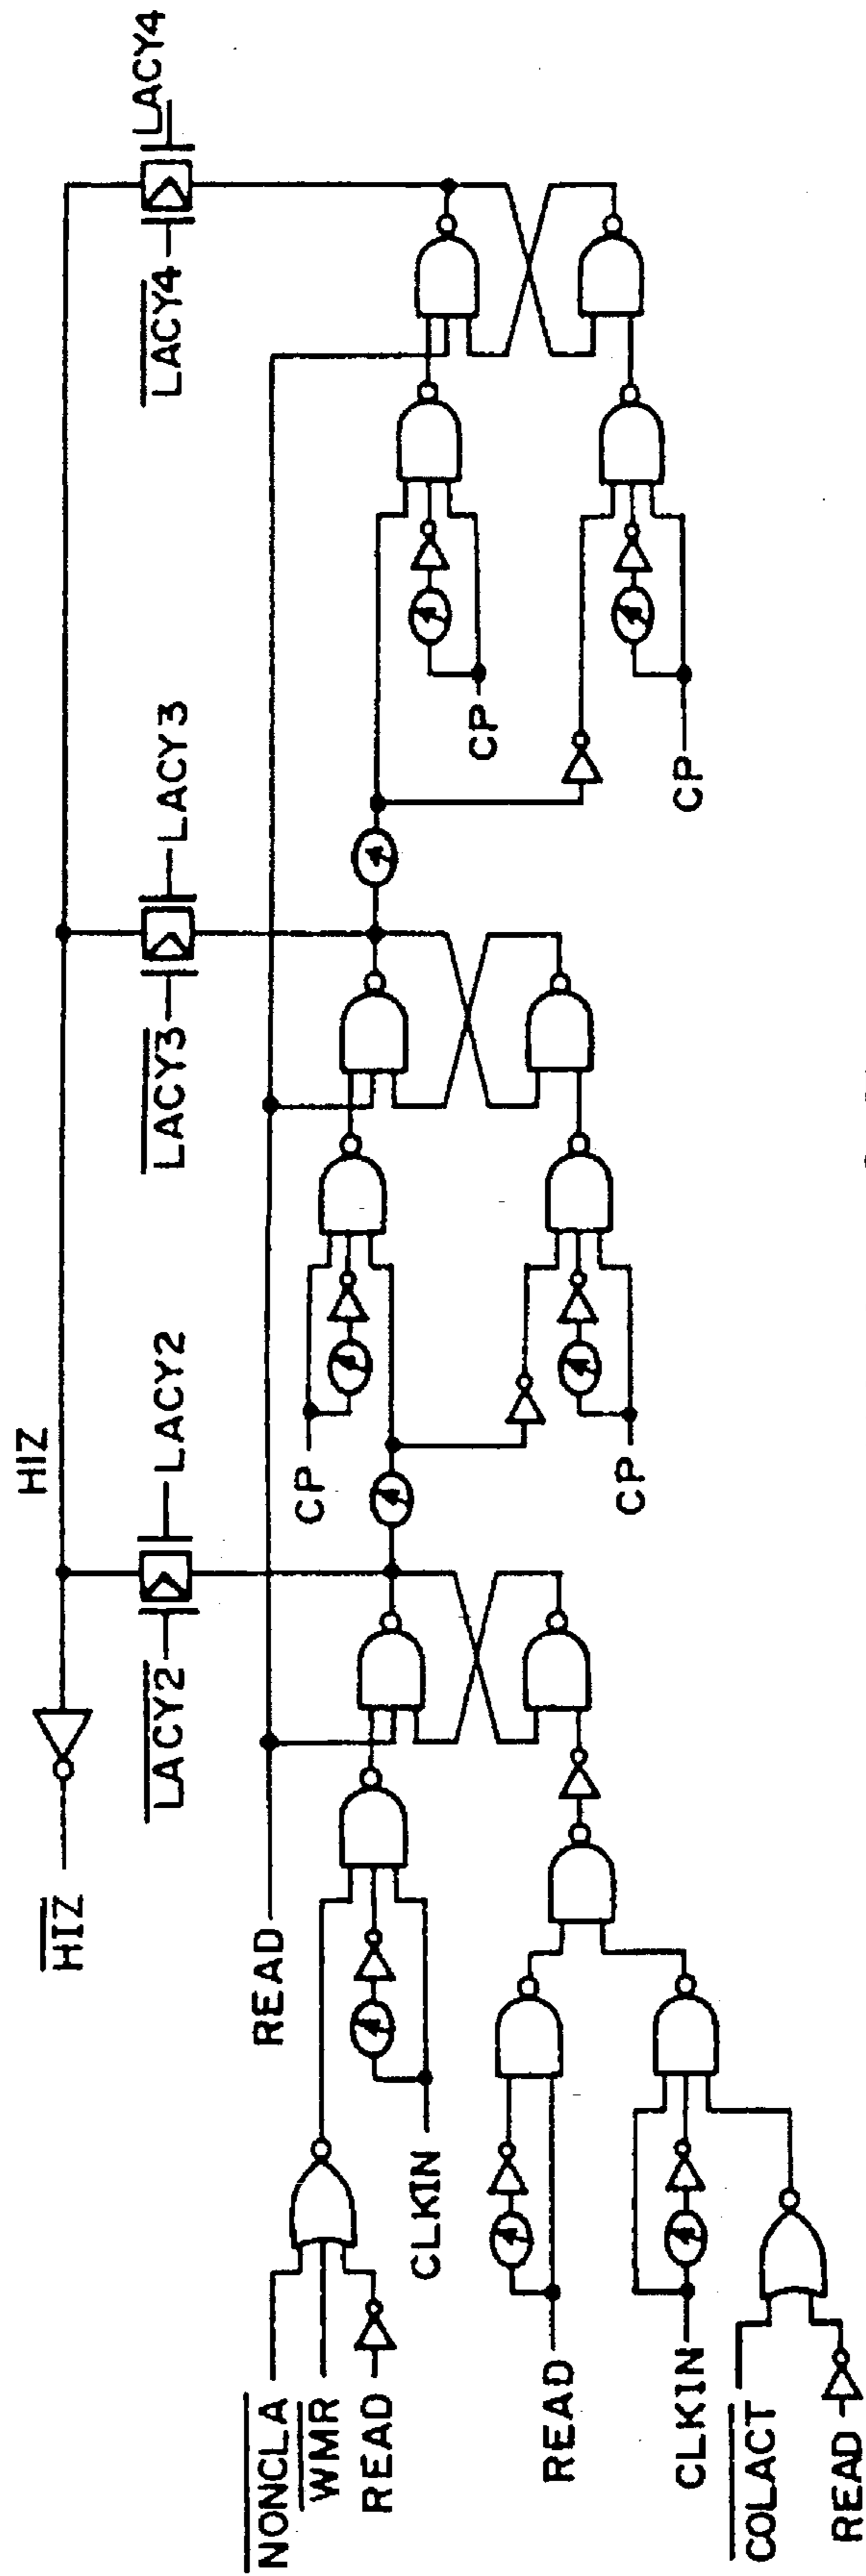 HIZ
HIZ
LACY2
LACY2
LACY3
LACY3
LACY4
LACY4
READ
NONCLA
WMR
READ
CLKIN
CP
CP
CP
CP
READ
CLKIN
COLACT
READ